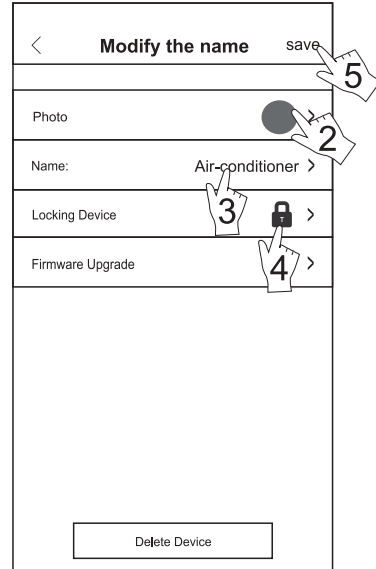 Modify the name save
5
Photo
2
Name: Air-conditioner
3
Locking Device
4
Firmware Upgrade
Delete Device